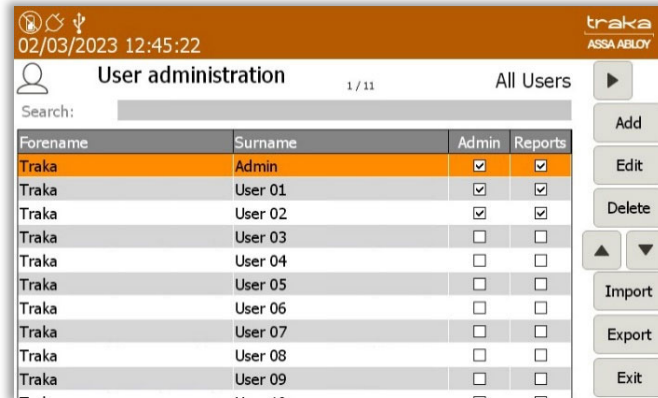 traka
02/03/2023 12:45:22
ASSA ABLOY
User administration 1 / 11 All Users
Search:
Add
Forename Surname Admin Reports
Traka Admin
Edit
Traka User 01
Traka User 02
Delete
Traka User 03
Traka User 04
Traka User 05
Import
Traka User 06
Traka User 07
Export
Traka User 08
Traka User 09
Exit